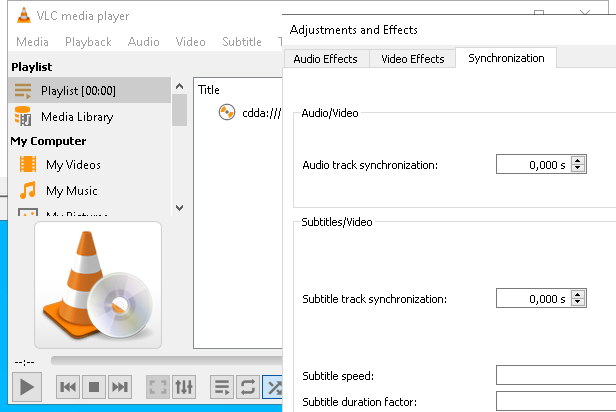 VLC media player
Media Playback Audio Video Subtitle
Playlist
Playlist [00:00]
Media Library
My Computer
My Videos
My Music
My Pictures
Title
cdda:///
--:--
Adjustments and Effects
Audio Effects Video Effects Synchronization
Audio/Video
Audio track synchronization: 0,000 s
Subtitles/Video
Subtitle track synchronization: 0,000 s
Subtitle speed:
Subtitle duration factor: